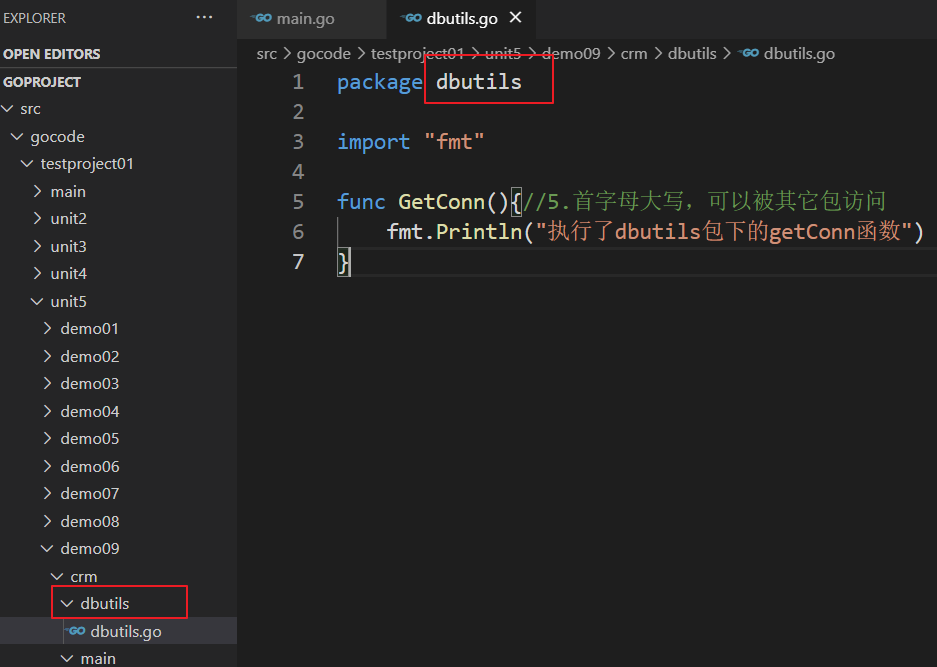 EXPLORER ...
OPEN EDITORS
GOPROJECT
src
gocode
testproject01
main
unit2
unit3
unit4
unit5
demo01
demo02
demo03
demo04
demo05
demo06
demo07
demo08
demo09
crm
dbutils
GO dbutils.go
main
GO main.go GO dbutils.go ×
src > gocode > testproject01 > unit5 > demo09 > crm > dbutils > GO dbutils.go
1 package dbutils
2
3 import "fmt"
4
5 func GetConn(){//5.首字母大写，可以被其它包访问
6 fmt.Println("执行了dbutils包下的getConn函数")
7 }